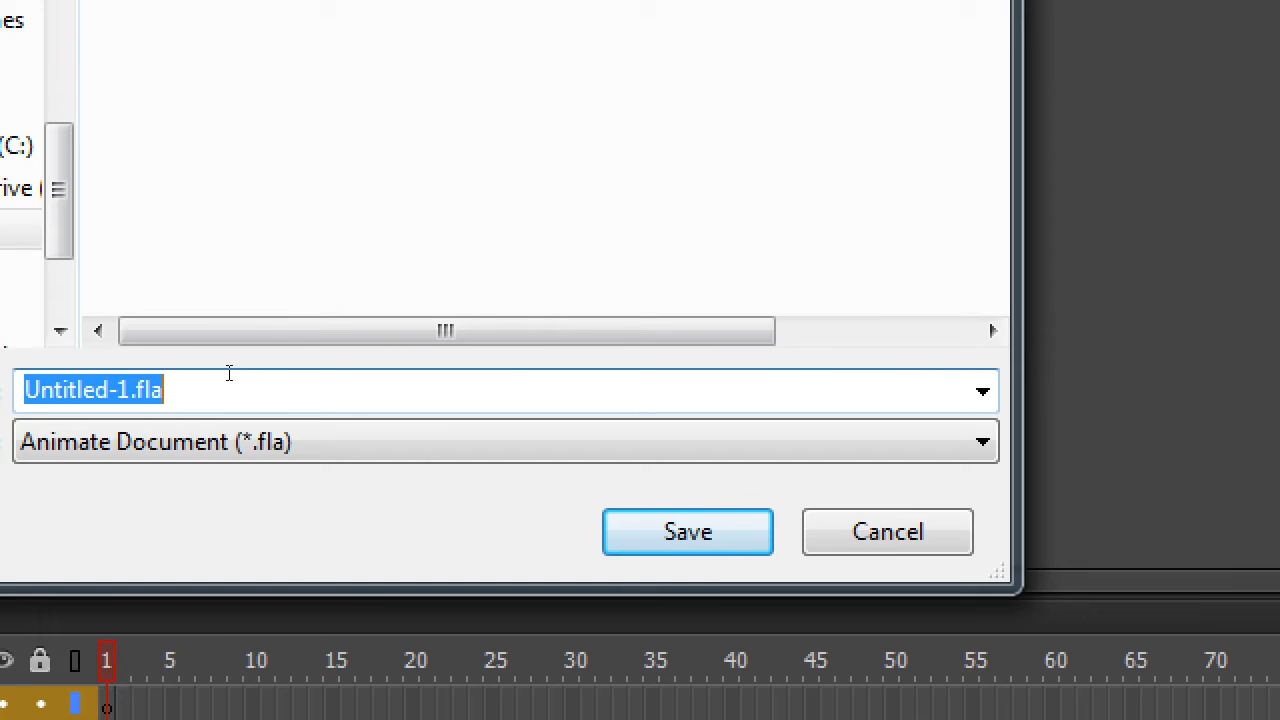 es
(C:)
rive (
Untitled-1.fla
Animate Document (*.fla)
Save Cancel
1 5 10 15 20 25 30 35 40 45 50 55 60 65 70